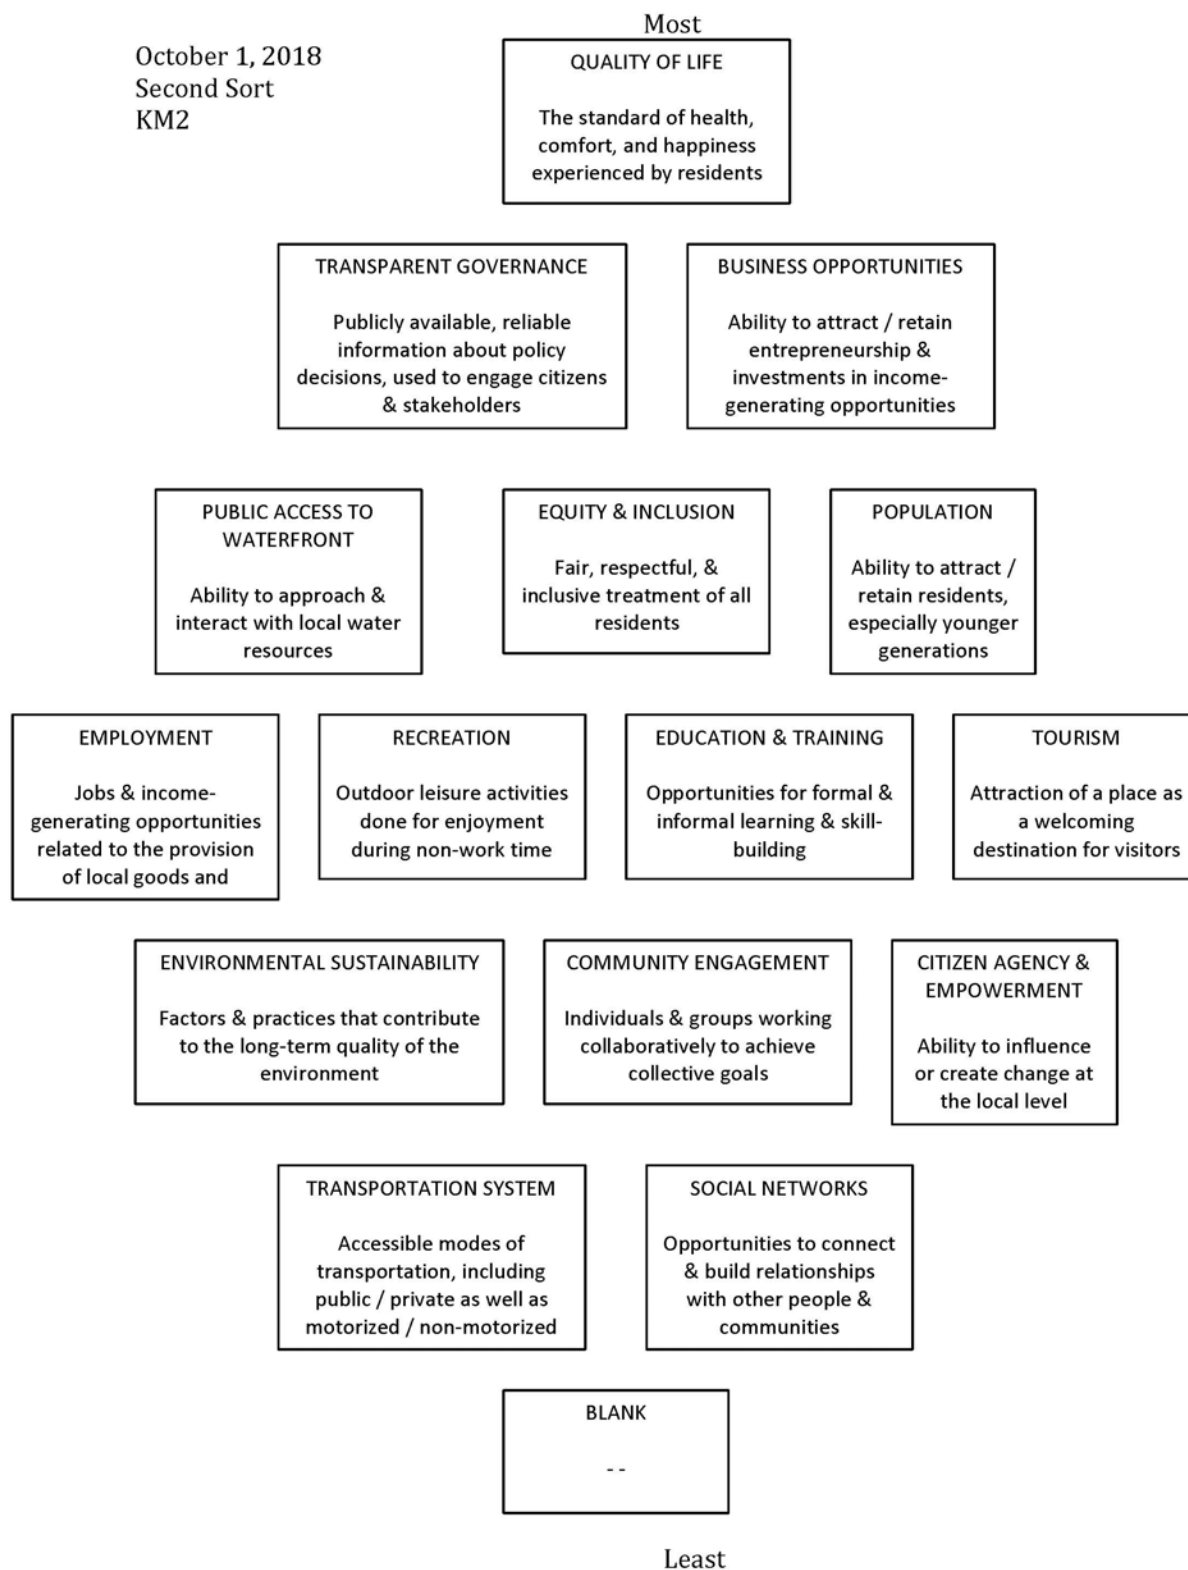 Most
October 1, 2018
Second Sort
KM2
QUALITY OF LIFE
The standard of health,
comfort, and happiness
experienced by residents
TRANSPARENT GOVERNANCE
Publicly available, reliable
information about policy
decisions, used to engage citizens
& stakeholders
BUSINESS OPPORTUNITIES
Ability to attract / retain
entrepreneurship &
investments in income-
generating opportunities
PUBLIC ACCESS TO
WATERFRONT
Ability to approach &
interact with local water
resources
EQUITY & INCLUSION
Fair, respectful, &
inclusive treatment of all
residents
POPULATION
Ability to attract /
retain residents,
especially younger
generations
EMPLOYMENT
Jobs & income-
generating opportunities
related to the provision
of local goods and
RECREATION
Outdoor leisure activities
done for enjoyment
during non-work time
EDUCATION & TRAINING
Opportunities for formal &
informal learning & skill-
building
TOURISM
Attraction of a place as
a welcoming
destination for visitors
ENVIRONMENTAL SUSTAINABILITY
Factors & practices that contribute
to the long-term quality of the
environment
COMMUNITY ENGAGEMENT
Individuals & groups working
collaboratively to achieve
collective goals
CITIZEN AGENCY &
EMPOWERMENT
Ability to influence
or create change at
the local level
TRANSPORTATION SYSTEM
Accessible modes of
transportation, including
public / private as well as
motorized / non-motorized
SOCIAL NETWORKS
Opportunities to connect
& build relationships
with other people &
communities
BLANK
- -
Least